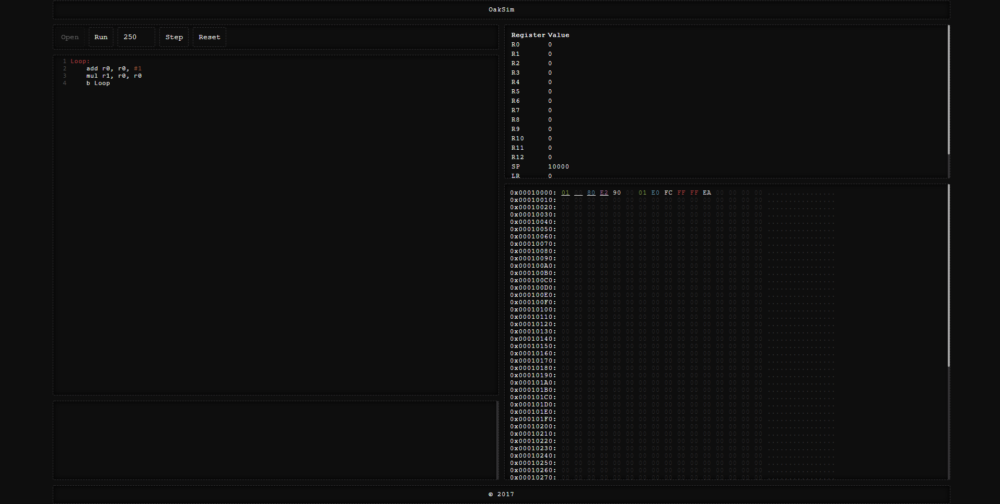 OakSim
Open Run 250 Step Reset
1 Loop:
2 add r0, r0, #1
3 mul r1, r0, r0
4 b Loop
Register Value
R0 0
R1 0
R2 0
R3 0
R4 0
R5 0
R6 0
R7 0
R8 0
R9 0
R10 0
R11 0
R12 0
SP 10000
LR 0
0x00010000: 01 __ 80 E2 90 00 01 E0 FC FF FF EA 00 00 00 00 ................
0x00010010: 00 00 00 00 00 00 00 00 00 00 00 00 00 00 00 00 ................
0x00010020: 00 00 00 00 00 00 00 00 00 00 00 00 00 00 00 00 ................
0x00010030: 00 00 00 00 00 00 00 00 00 00 00 00 00 00 00 00 ................
0x00010040: 00 00 00 00 00 00 00 00 00 00 00 00 00 00 00 00 ................
0x00010050: 00 00 00 00 00 00 00 00 00 00 00 00 00 00 00 00 ................
0x00010060: 00 00 00 00 00 00 00 00 00 00 00 00 00 00 00 00 ................
0x00010070: 00 00 00 00 00 00 00 00 00 00 00 00 00 00 00 00 ................
0x00010080: 00 00 00 00 00 00 00 00 00 00 00 00 00 00 00 00 ................
0x00010090: 00 00 00 00 00 00 00 00 00 00 00 00 00 00 00 00 ................
0x000100A0: 00 00 00 00 00 00 00 00 00 00 00 00 00 00 00 00 ................
0x000100B0: 00 00 00 00 00 00 00 00 00 00 00 00 00 00 00 00 ................
0x000100C0: 00 00 00 00 00 00 00 00 00 00 00 00 00 00 00 00 ................
0x000100D0: 00 00 00 00 00 00 00 00 00 00 00 00 00 00 00 00 ................
0x000100E0: 00 00 00 00 00 00 00 00 00 00 00 00 00 00 00 00 ................
0x000100F0: 00 00 00 00 00 00 00 00 00 00 00 00 00 00 00 00 ................
0x00010100: 00 00 00 00 00 00 00 00 00 00 00 00 00 00 00 00 ................
0x00010110: 00 00 00 00 00 00 00 00 00 00 00 00 00 00 00 00 ................
0x00010120: 00 00 00 00 00 00 00 00 00 00 00 00 00 00 00 00 ................
0x00010130: 00 00 00 00 00 00 00 00 00 00 00 00 00 00 00 00 ................
0x00010140: 00 00 00 00 00 00 00 00 00 00 00 00 00 00 00 00 ................
0x00010150: 00 00 00 00 00 00 00 00 00 00 00 00 00 00 00 00 ................
0x00010160: 00 00 00 00 00 00 00 00 00 00 00 00 00 00 00 00 ................
0x00010170: 00 00 00 00 00 00 00 00 00 00 00 00 00 00 00 00 ................
0x00010180: 00 00 00 00 00 00 00 00 00 00 00 00 00 00 00 00 ................
0x00010190: 00 00 00 00 00 00 00 00 00 00 00 00 00 00 00 00 ................
0x000101A0: 00 00 00 00 00 00 00 00 00 00 00 00 00 00 00 00 ................
0x000101B0: 00 00 00 00 00 00 00 00 00 00 00 00 00 00 00 00 ................
0x000101C0: 00 00 00 00 00 00 00 00 00 00 00 00 00 00 00 00 ................
0x000101D0: 00 00 00 00 00 00 00 00 00 00 00 00 00 00 00 00 ................
0x000101E0: 00 00 00 00 00 00 00 00 00 00 00 00 00 00 00 00 ................
0x000101F0: 00 00 00 00 00 00 00 00 00 00 00 00 00 00 00 00 ................
0x00010200: 00 00 00 00 00 00 00 00 00 00 00 00 00 00 00 00 ................
0x00010210: 00 00 00 00 00 00 00 00 00 00 00 00 00 00 00 00 ................
0x00010220: 00 00 00 00 00 00 00 00 00 00 00 00 00 00 00 00 ................
0x00010230: 00 00 00 00 00 00 00 00 00 00 00 00 00 00 00 00 ................
0x00010240: 00 00 00 00 00 00 00 00 00 00 00 00 00 00 00 00 ................
0x00010250: 00 00 00 00 00 00 00 00 00 00 00 00 00 00 00 00 ................
0x00010260: 00 00 00 00 00 00 00 00 00 00 00 00 00 00 00 00 ................
0x00010270: 00 00 00 00 00 00 00 00 00 00 00 00 00 00 00 00 ................
© 2017